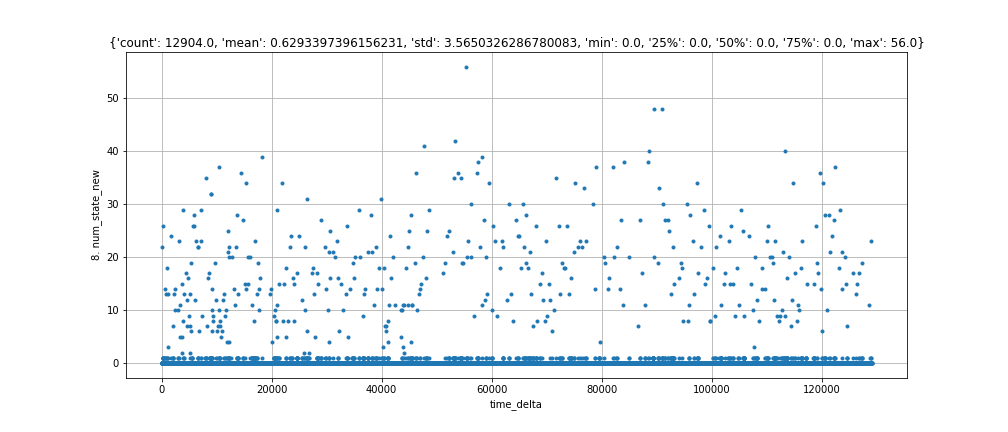 {'count': 12904.0, 'mean': 0.6293397396156231, 'std': 3.5650326286780083, 'min': 0.0, '25%': 0.0, '50%': 0.0, '75%': 0.0, 'max': 56.0}
50
40
30
20
10
0
8. num_state_new
0 20000 40000 60000 80000 100000 120000
time_delta